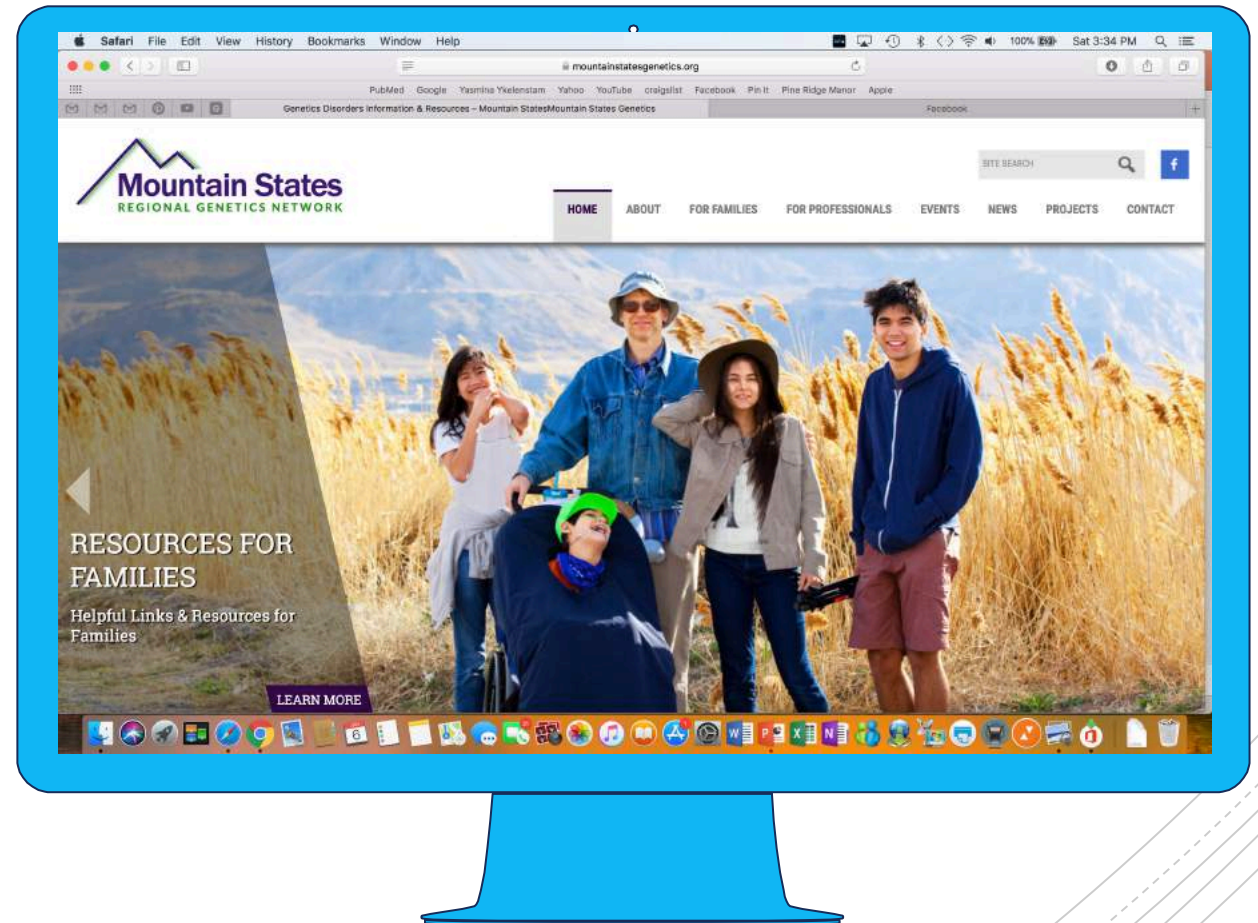 Safari File Edit View History Bookmarks Window Help 100% Sat 3:34 PM
mountainstatesgenetics.org
PubMed Google Yasmina Ykelenstam Yahoo YouTube craigslist Facebook Pin It Pine Ridge Manor Apple
Genetics Disorders Information & Resources – Mountain StatesMountain States Genetics Facebook
Mountain States
REGIONAL GENETICS NETWORK
SITE SEARCH
f
HOME ABOUT FOR FAMILIES FOR PROFESSIONALS EVENTS NEWS PROJECTS CONTACT
RESOURCES FOR
FAMILIES
Helpful Links & Resources for
Families
LEARN MORE